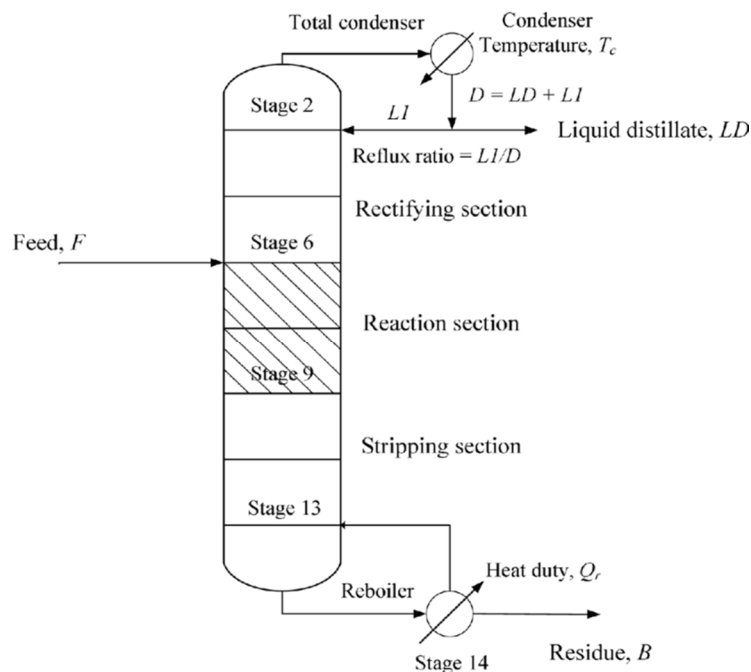 Total condenser
Condenser
Temperature, Tc
Stage 2
L1
D = LD + L1
Liquid distillate, LD
Reflux ratio = L1/D
Rectifying section
Feed, F
Stage 6
Reaction section
Stage 9
Stripping section
Stage 13
Reboiler
Heat duty, Qr
Residue, B
Stage 14